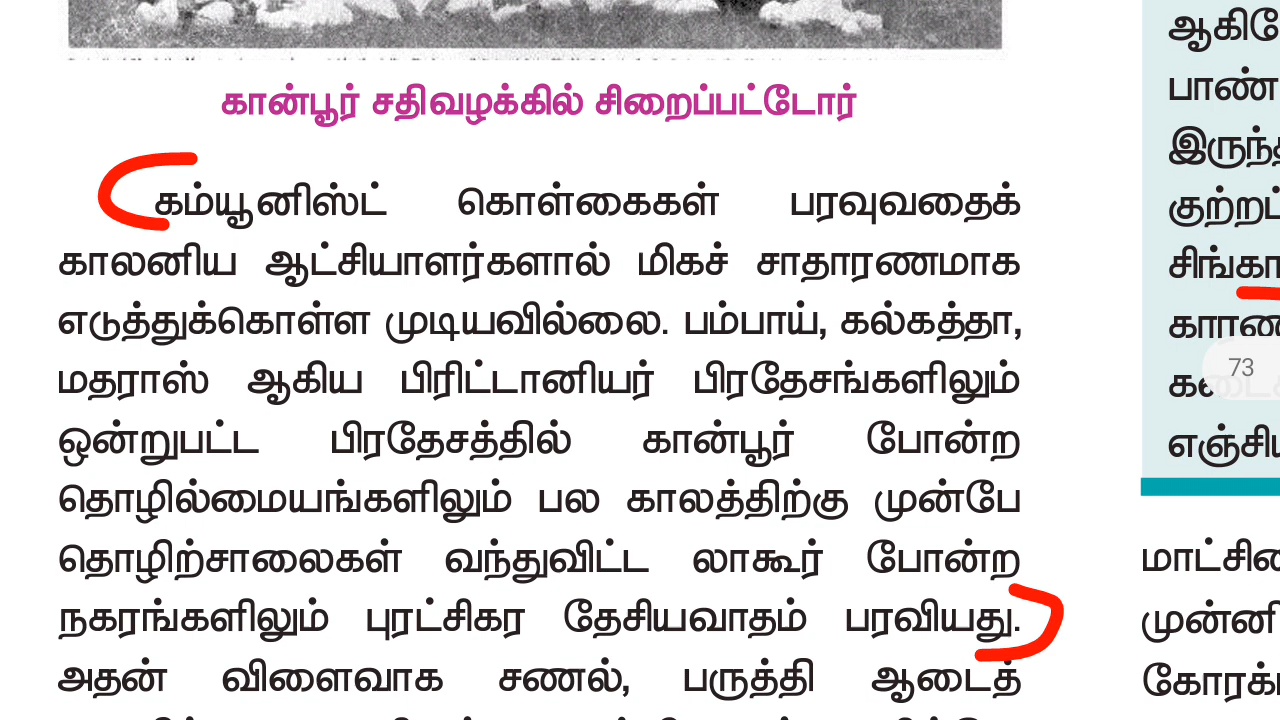 கான்பூர் சதிவழக்கில் சிறைப்பட்டோர்
கம்யூனிஸ்ட் கொள்கைகள் பரவுவதைக்
காலனிய ஆட்சியாளர்களால் மிகச் சாதாரணமாக
எடுத்துக்கொள்ள முடியவில்லை. பம்பாய், கல்கத்தா,
மதராஸ் ஆகிய பிரிட்டானியர் பிரதேசங்களிலும்
ஒன்றுபட்ட பிரதேசத்தில் கான்பூர் போன்ற
தொழில்மையங்களிலும் பல காலத்திற்கு முன்பே
தொழிற்சாலைகள் வந்துவிட்ட லாகூர் போன்ற
நகரங்களிலும் புரட்சிகர தேசியவாதம் பரவியது.
அதன் விளைவாக சணல், பருத்தி ஆடைத்
73